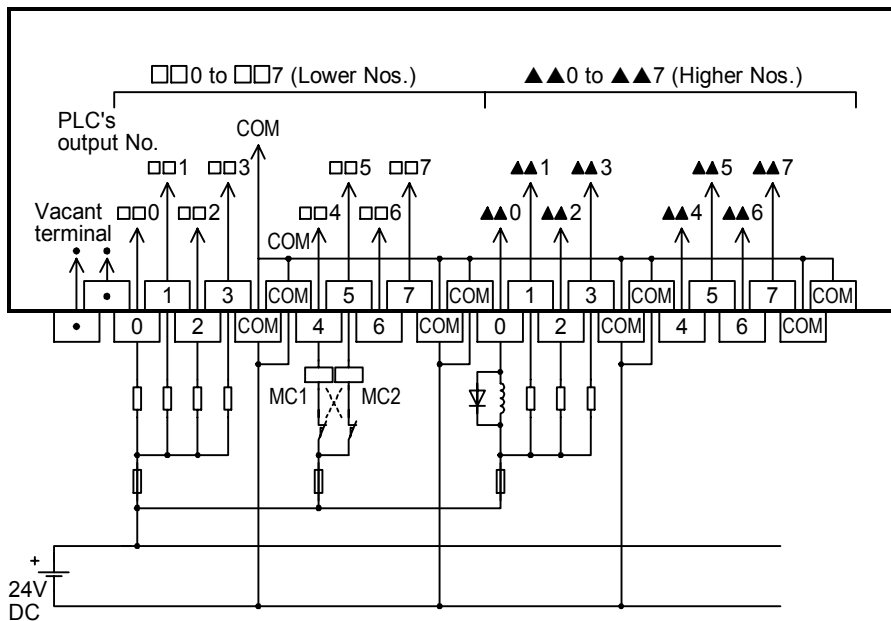 □□0 to □□7 (Lower Nos.) ▲▲0 to ▲▲7 (Higher Nos.)
PLC's
output No.
COM
□□1 □□3 □□5 □□7 ▲▲1 ▲▲3 ▲▲5 ▲▲7
Vacant
terminal
□□0 □□2 □□4 □□6 ▲▲0 ▲▲2 ▲▲4 ▲▲6
COM
1 3 COM 5 7 COM 1 3 COM 5 7 COM
0 2 COM 4 6 COM 0 2 COM 4 6 COM
MC1 MC2
+
24V
DC